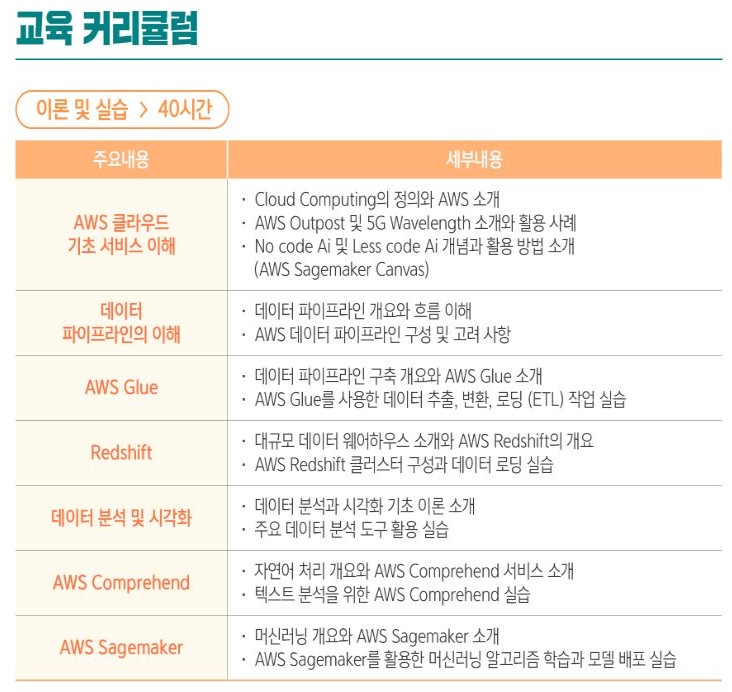 교육 커리큘럼
이론 및 실습 > 40시간
주요내용
세부내용
AWS 클라우드
기초 서비스 이해
· Cloud Computing의 정의와 AWS 소개
· AWS Outpost 및 5G Wavelength 소개와 활용 사례
· No code Ai 및 Less code Ai 개념과 활용 방법 소개
(AWS Sagemaker Canvas)
데이터
파이프라인의 이해
· 데이터 파이프라인 개요와 흐름 이해
· AWS 데이터 파이프라인 구성 및 고려 사항
AWS Glue
· 데이터 파이프라인 구축 개요와 AWS Glue 소개
· AWS Glue를 사용한 데이터 추출, 변환, 로딩 (ETL) 작업 실습
Redshift
· 대규모 데이터 웨어하우스 소개와 AWS Redshift의 개요
· AWS Redshift 클러스터 구성과 데이터 로딩 실습
데이터 분석 및 시각화
· 데이터 분석과 시각화 기초 이론 소개
· 주요 데이터 분석 도구 활용 실습
AWS Comprehend
· 자연어 처리 개요와 AWS Comprehend 서비스 소개
· 텍스트 분석을 위한 AWS Comprehend 실습
AWS Sagemaker
· 머신러닝 개요와 AWS Sagemaker 소개
· AWS Sagemaker를 활용한 머신러닝 알고리즘 학습과 모델 배포 실습